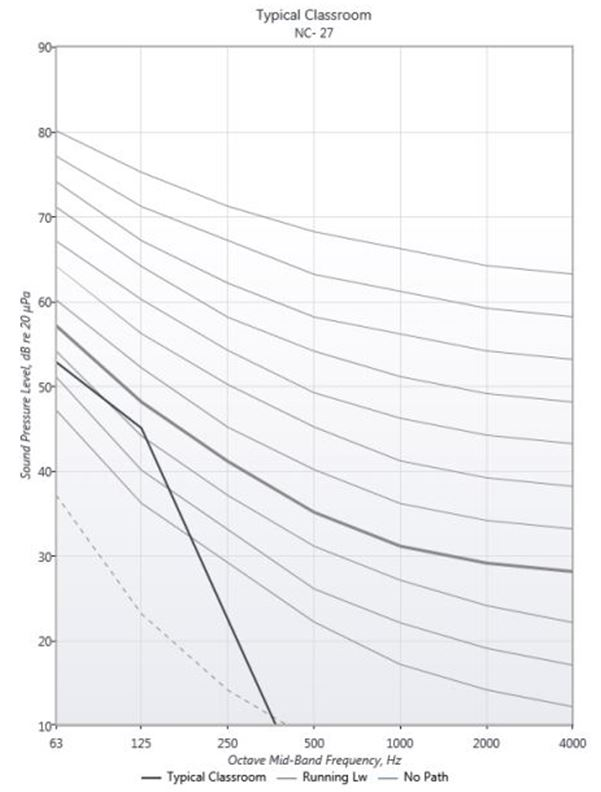 Typical Classroom
NC- 27
90
80
70
60
50
40
30
20
10
Sound Pressure Level, dB re 20 µPa
63 125 250 500 1000 2000 4000
Octave Mid-Band Frequency, Hz
Typical Classroom Running Lw No Path